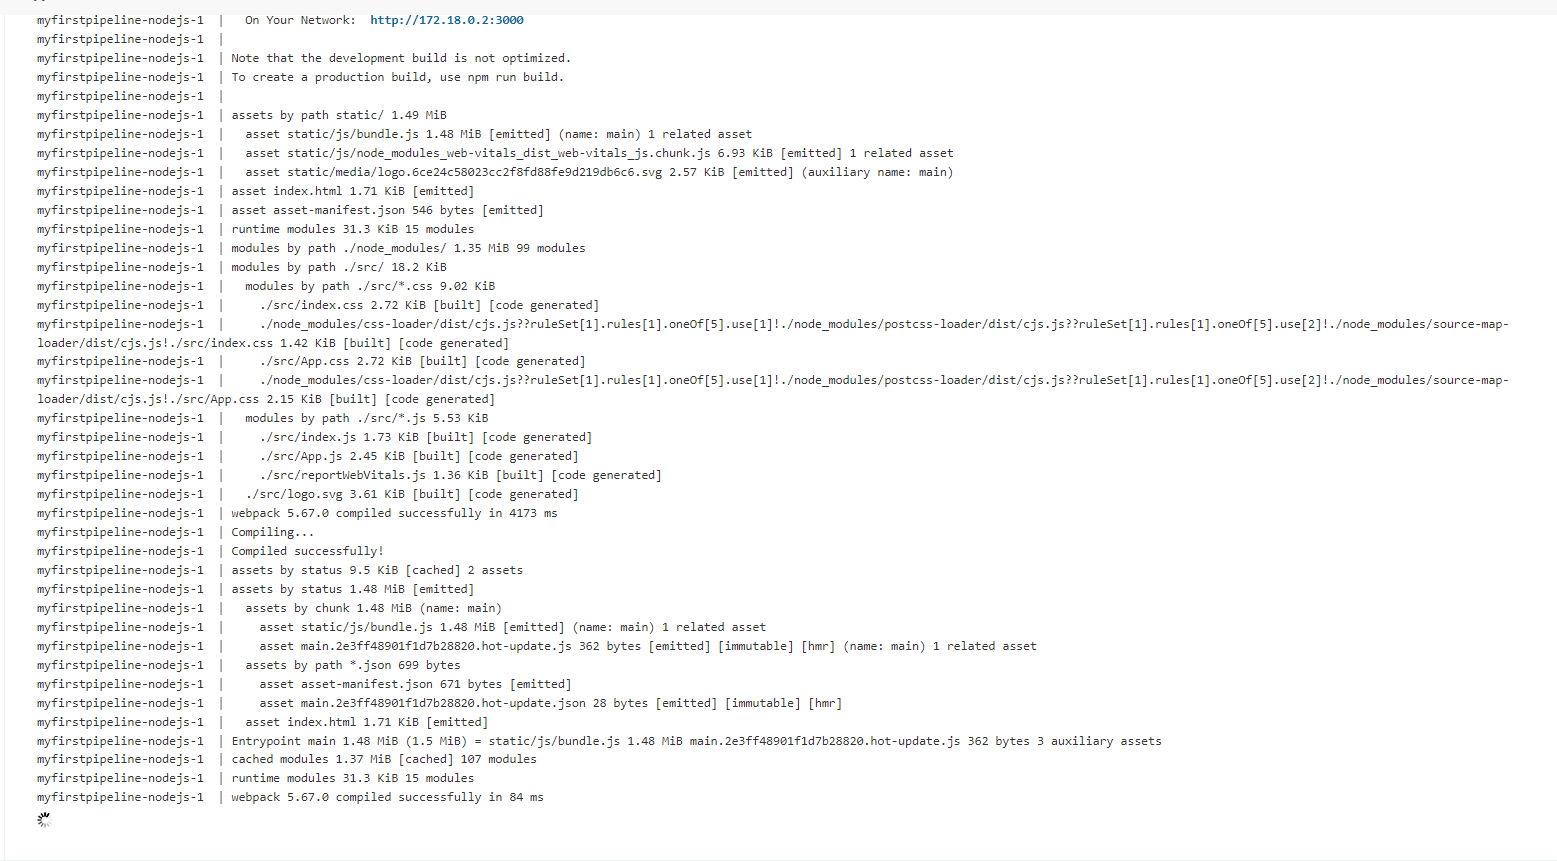 myfirstpipeline-nodejs-1  |   On Your Network:  http://172.18.0.2:3000
myfirstpipeline-nodejs-1  |
myfirstpipeline-nodejs-1  | Note that the development build is not optimized.
myfirstpipeline-nodejs-1  | To create a production build, use npm run build.
myfirstpipeline-nodejs-1  |
myfirstpipeline-nodejs-1  | assets by path static/ 1.49 MiB
myfirstpipeline-nodejs-1  |   asset static/js/bundle.js 1.48 MiB [emitted] (name: main) 1 related asset
myfirstpipeline-nodejs-1  |   asset static/js/node_modules_web-vitals_dist_web-vitals_js.chunk.js 6.93 KiB [emitted] 1 related asset
myfirstpipeline-nodejs-1  |   asset static/media/logo.6ce24c58023cc2f8fd88fe9d219db6c6.svg 2.57 KiB [emitted] (auxiliary name: main)
myfirstpipeline-nodejs-1  | asset index.html 1.71 KiB [emitted]
myfirstpipeline-nodejs-1  | asset asset-manifest.json 546 bytes [emitted]
myfirstpipeline-nodejs-1  | runtime modules 31.3 KiB 15 modules
myfirstpipeline-nodejs-1  | modules by path ./node_modules/ 1.35 MiB 99 modules
myfirstpipeline-nodejs-1  | modules by path ./src/ 18.2 KiB
myfirstpipeline-nodejs-1  |   modules by path ./src/*.css 9.02 KiB
myfirstpipeline-nodejs-1  |     ./src/index.css 2.72 KiB [built] [code generated]
myfirstpipeline-nodejs-1  |     ./node_modules/css-loader/dist/cjs.js??ruleSet[1].rules[1].oneOf[5].use[1]!./node_modules/postcss-loader/dist/cjs.js??ruleSet[1].rules[1].oneOf[5].use[2]!./node_modules/source-map-
loader/dist/cjs.js!./src/index.css 1.42 KiB [built] [code generated]
myfirstpipeline-nodejs-1  |     ./src/App.css 2.72 KiB [built] [code generated]
myfirstpipeline-nodejs-1  |     ./node_modules/css-loader/dist/cjs.js??ruleSet[1].rules[1].oneOf[5].use[1]!./node_modules/postcss-loader/dist/cjs.js??ruleSet[1].rules[1].oneOf[5].use[2]!./node_modules/source-map-
loader/dist/cjs.js!./src/App.css 2.15 KiB [built] [code generated]
myfirstpipeline-nodejs-1  |   modules by path ./src/*.js 5.53 KiB
myfirstpipeline-nodejs-1  |     ./src/index.js 1.73 KiB [built] [code generated]
myfirstpipeline-nodejs-1  |     ./src/App.js 2.45 KiB [built] [code generated]
myfirstpipeline-nodejs-1  |     ./src/reportWebVitals.js 1.36 KiB [built] [code generated]
myfirstpipeline-nodejs-1  |   ./src/logo.svg 3.61 KiB [built] [code generated]
myfirstpipeline-nodejs-1  | webpack 5.67.0 compiled successfully in 4173 ms
myfirstpipeline-nodejs-1  | Compiling...
myfirstpipeline-nodejs-1  | Compiled successfully!
myfirstpipeline-nodejs-1  | assets by status 9.5 KiB [cached] 2 assets
myfirstpipeline-nodejs-1  | assets by status 1.48 MiB [emitted]
myfirstpipeline-nodejs-1  |   assets by chunk 1.48 MiB (name: main)
myfirstpipeline-nodejs-1  |     asset static/js/bundle.js 1.48 MiB [emitted] (name: main) 1 related asset
myfirstpipeline-nodejs-1  |     asset main.2e3ff48901f1d7b28820.hot-update.js 362 bytes [emitted] [immutable] [hmr] (name: main) 1 related asset
myfirstpipeline-nodejs-1  |   assets by path *.json 699 bytes
myfirstpipeline-nodejs-1  |     asset asset-manifest.json 671 bytes [emitted]
myfirstpipeline-nodejs-1  |     asset main.2e3ff48901f1d7b28820.hot-update.json 28 bytes [emitted] [immutable] [hmr]
myfirstpipeline-nodejs-1  |   asset index.html 1.71 KiB [emitted]
myfirstpipeline-nodejs-1  | Entrypoint main 1.48 MiB (1.5 MiB) = static/js/bundle.js 1.48 MiB main.2e3ff48901f1d7b28820.hot-update.js 362 bytes 3 auxiliary assets
myfirstpipeline-nodejs-1  | cached modules 1.37 MiB [cached] 107 modules
myfirstpipeline-nodejs-1  | runtime modules 31.3 KiB 15 modules
myfirstpipeline-nodejs-1  | webpack 5.67.0 compiled successfully in 84 ms